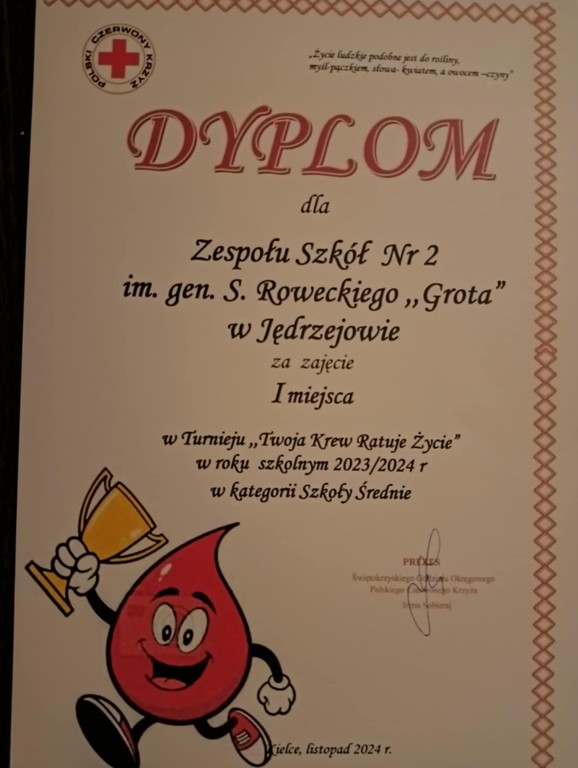 POLSKI CZERWONY KRZYŻ
„Życie ludzkie podobne jest do rośliny,
myśl-pączkiem, słowa- kwiatem, a owocem –czyny”
DYPLOM
dla
Zespołu Szkół Nr 2
im. gen. S. Roweckiego ,,Grota”
w Jędrzejowie
za zajęcie
I miejsca
w Turnieju ,,Twoja Krew Ratuje Życie”
w roku szkolnym 2023/2024 r
w kategorii Szkoły Średnie
PREZES
Świętokrzyskiego Oddziału Okręgowego
Polskiego Czerwonego Krzyża
Kielce, listopad 2024 r.